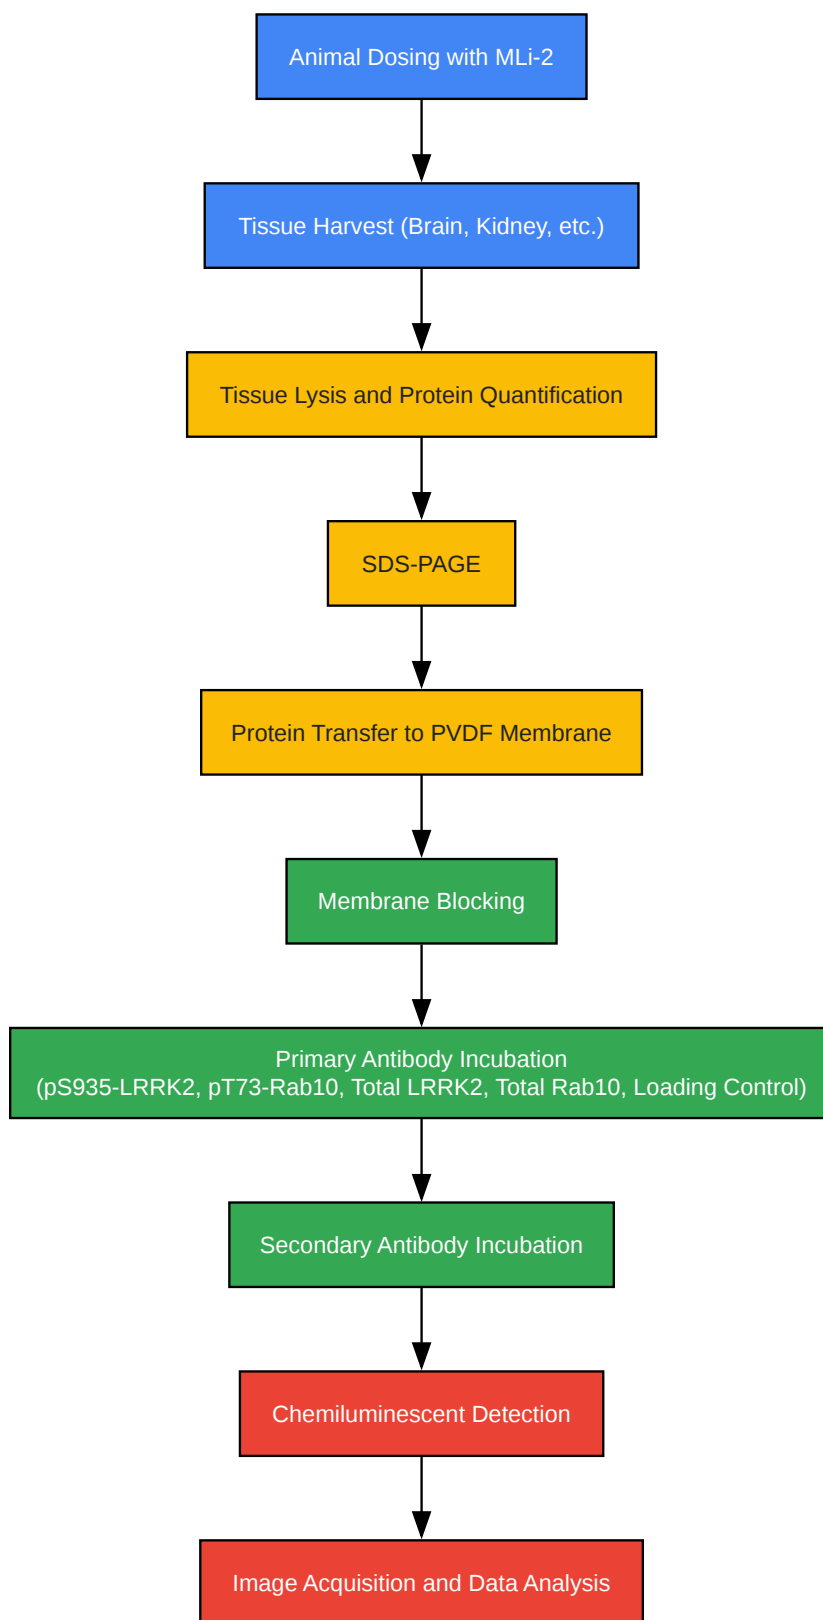 Animal Dosing with MLi-2
Tissue Harvest (Brain, Kidney, etc.)
Tissue Lysis and Protein Quantification
SDS-PAGE
Protein Transfer to PVDF Membrane
Membrane Blocking
Primary Antibody Incubation
(pS935-LRRK2, pT73-Rab10, Total LRRK2, Total Rab10, Loading Control)
Secondary Antibody Incubation
Chemiluminescent Detection
Image Acquisition and Data Analysis